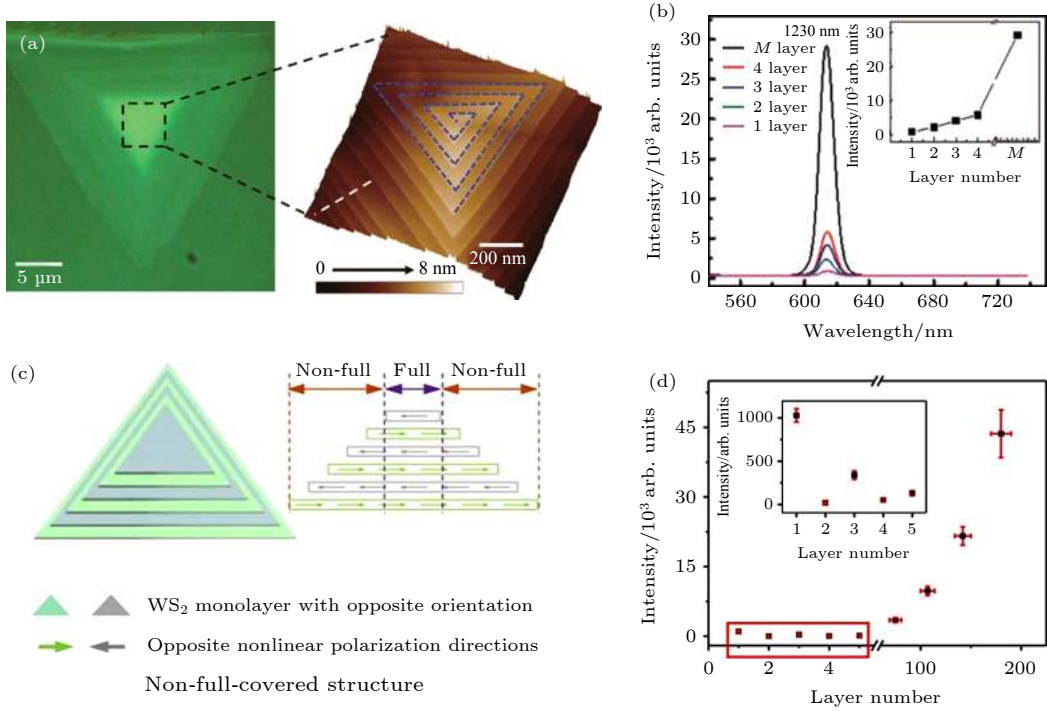 (a)
5 µm
0
8 nm
200 nm
(b)
1230 nm
M layer
4 layer
3 layer
2 layer
1 layer
Intensity/10³ arb. units
30
25
20
15
10
5
0
560 600 640 680 720
Wavelength/nm
Intensity/10³ arb. units
30
20
10
0
1 2 3 4 M
Layer number
(c)
Non-full Full Non-full
WS₂ monolayer with opposite orientation
Opposite nonlinear polarization directions
Non-full-covered structure
(d)
Intensity/10³ arb. units
45
30
15
0
0 2 4 100 200
Layer number
Intensity/arb. units
1000
500
0
1 2 3 4 5
Layer number